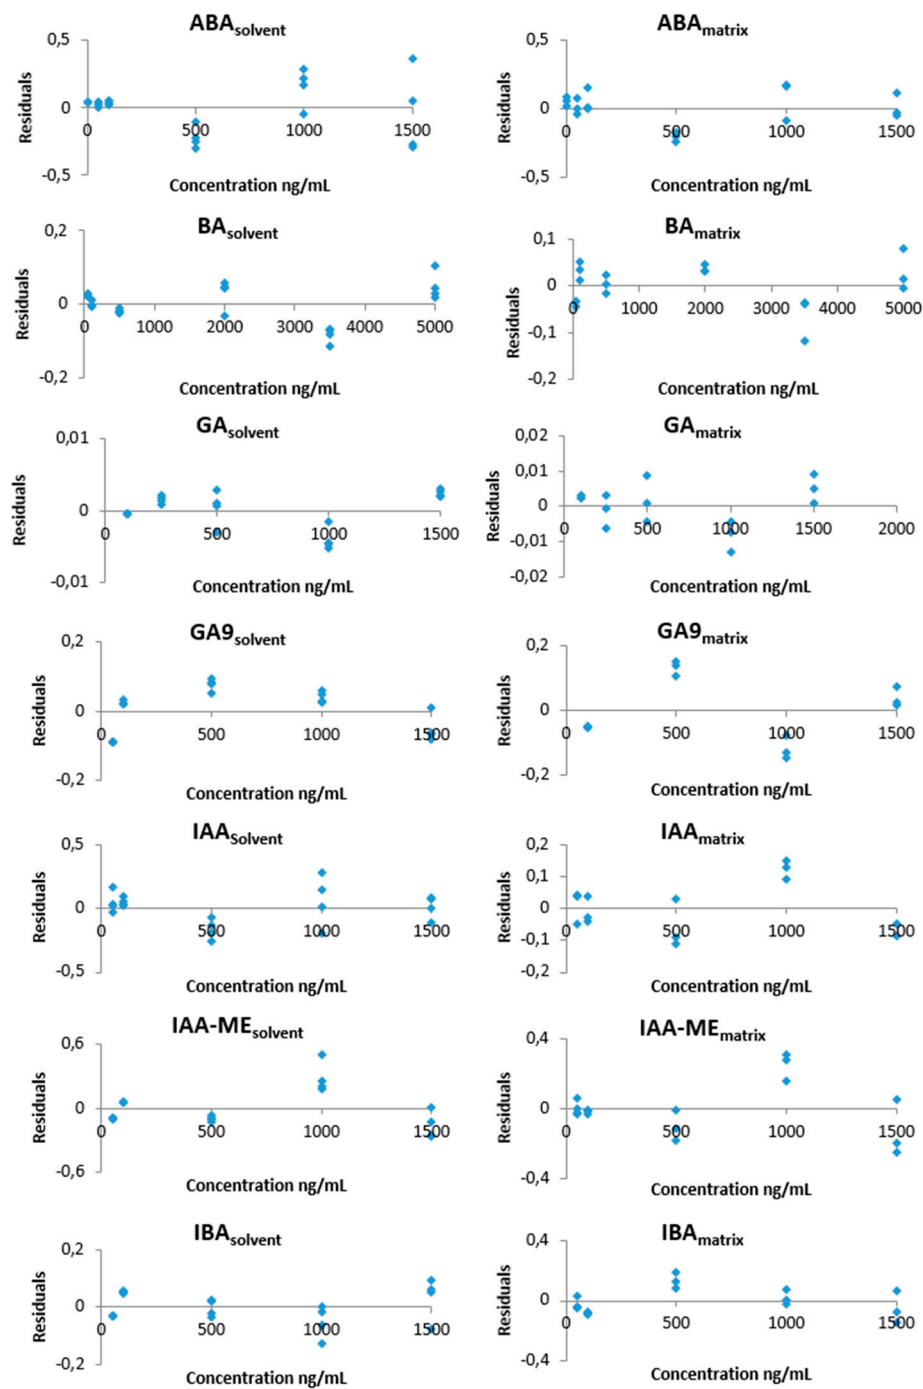 ABAsolvent
0,5
0
-0,5
0
500
1000
1500
Residuals
Concentration ng/mL
ABAmatrix
0,5
0
-0,5
0
500
1000
1500
Residuals
Concentration ng/mL
BAsolvent
0,2
0
-0,2
0
1000
2000
3000
4000
5000
Residuals
Concentration ng/mL
BAmatrix
0,1
0
-0,1
-0,2
0
1000
2000
3000
4000
5000
Residuals
Concentration ng/mL
GAsolvent
0,01
0
-0,01
0
500
1000
1500
Residuals
Concentration ng/mL
GAmatrix
0,02
0,01
0
-0,01
-0,02
0
500
1000
1500
2000
Residuals
Concentration ng/mL
GA9solvent
0,2
0
-0,2
0
500
1000
1500
Residuals
Concentration ng/mL
GA9matrix
0,2
0
-0,2
0
500
1000
1500
Residuals
Concentration ng/mL
IAASolvent
0,5
0
-0,5
0
500
1000
1500
Residuals
Concentration ng/mL
IAAmatrix
0,2
0,1
0
-0,1
-0,2
0
500
1000
1500
Residuals
Concentration ng/mL
IAA-MEsolvent
0,6
0
-0,6
0
500
1000
1500
Residuals
Concentration ng/mL
IAA-MEmatrix
0,4
0
-0,4
0
500
1000
1500
Residuals
Concentration ng/mL
IBAsolvent
0,2
0
-0,2
0
500
1000
1500
Residuals
Concentration ng/mL
IBAmatrix
0,4
0
-0,4
0
500
1000
1500
Residuals
Concentration ng/mL